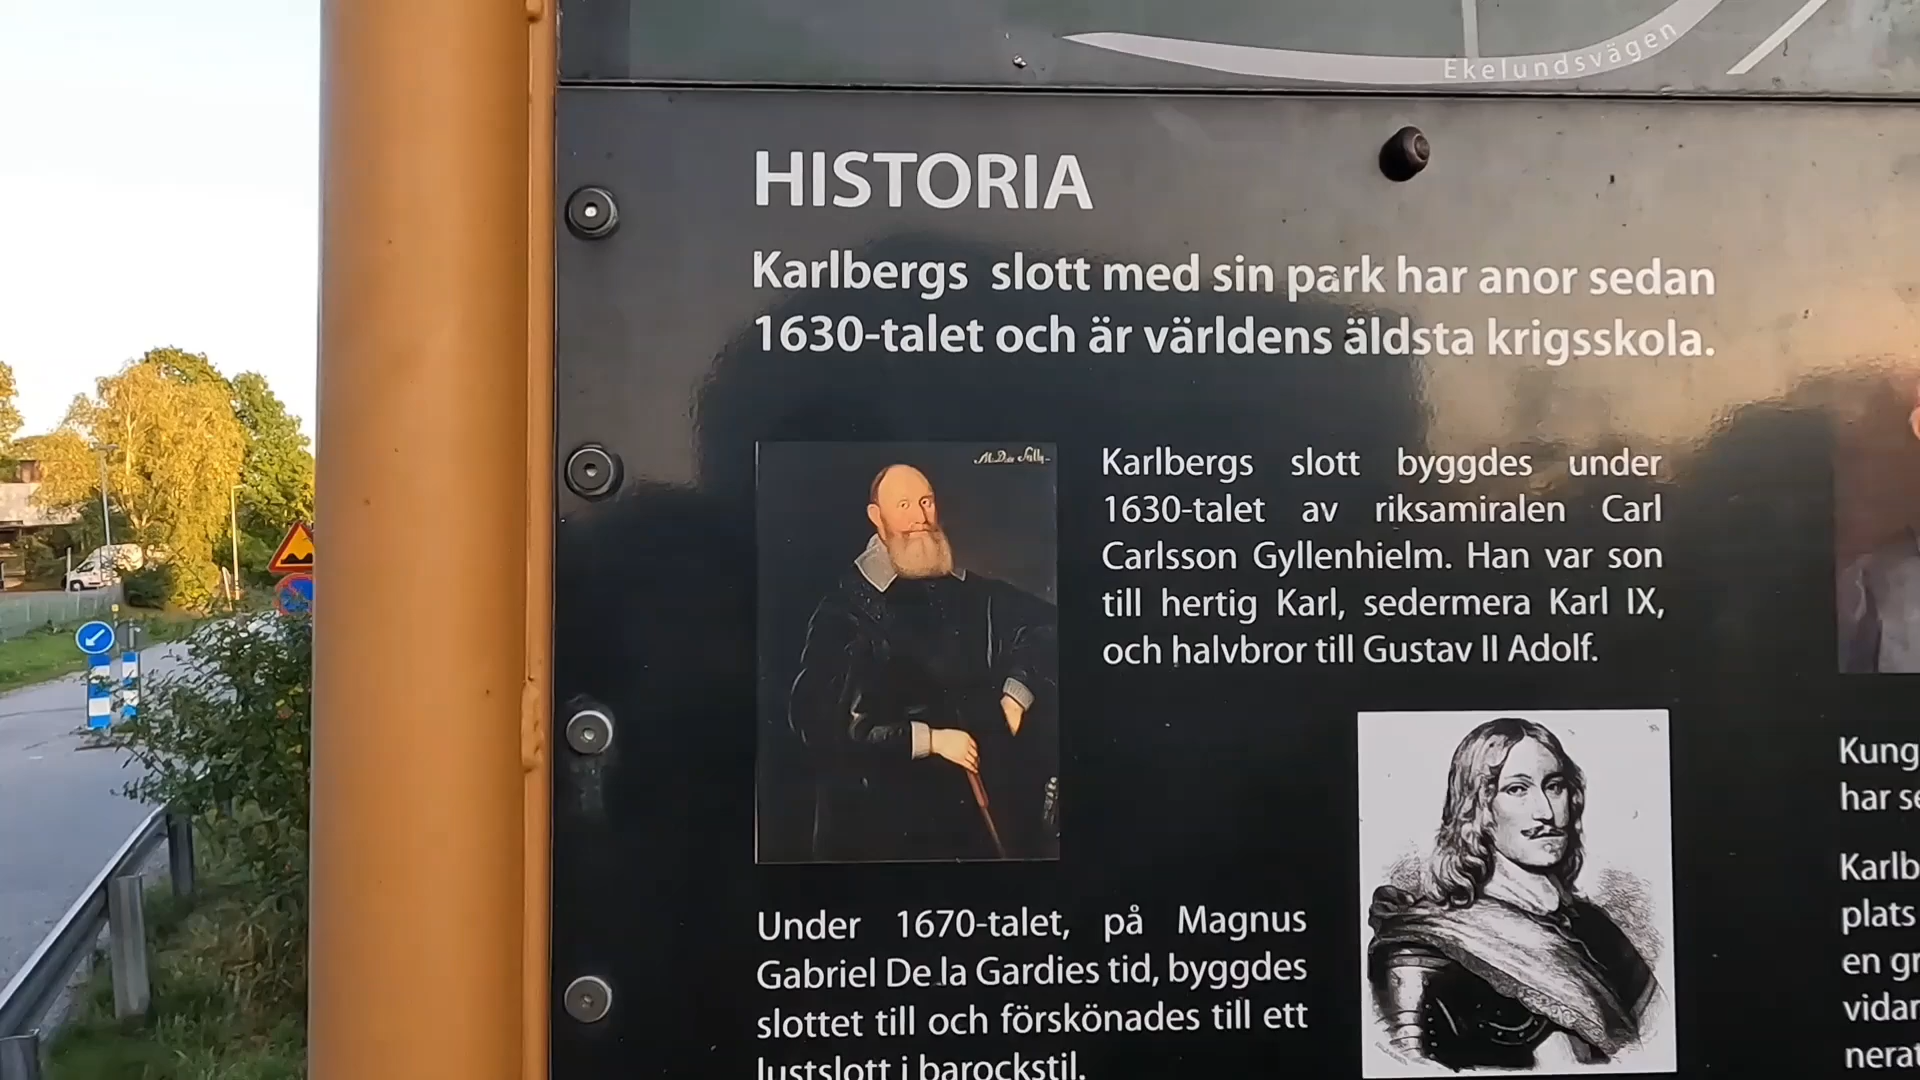 Ekelundsvägen
HISTORIA
Karlbergs slott med sin park har anor sedan
1630-talet och är världens äldsta krigsskola.
Karlbergs slott byggdes under
1630-talet av riksamiralen Carl
Carlsson Gyllenhielm. Han var son
till hertig Karl, sedermera Karl IX,
och halvbror till Gustav II Adolf.
Under 1670-talet, på Magnus
Gabriel De la Gardies tid, byggdes
slottet till och förskönades till ett
lustslott i barockstil.
Kung
har se
Karlb
plats
en gr
vidar
nerat